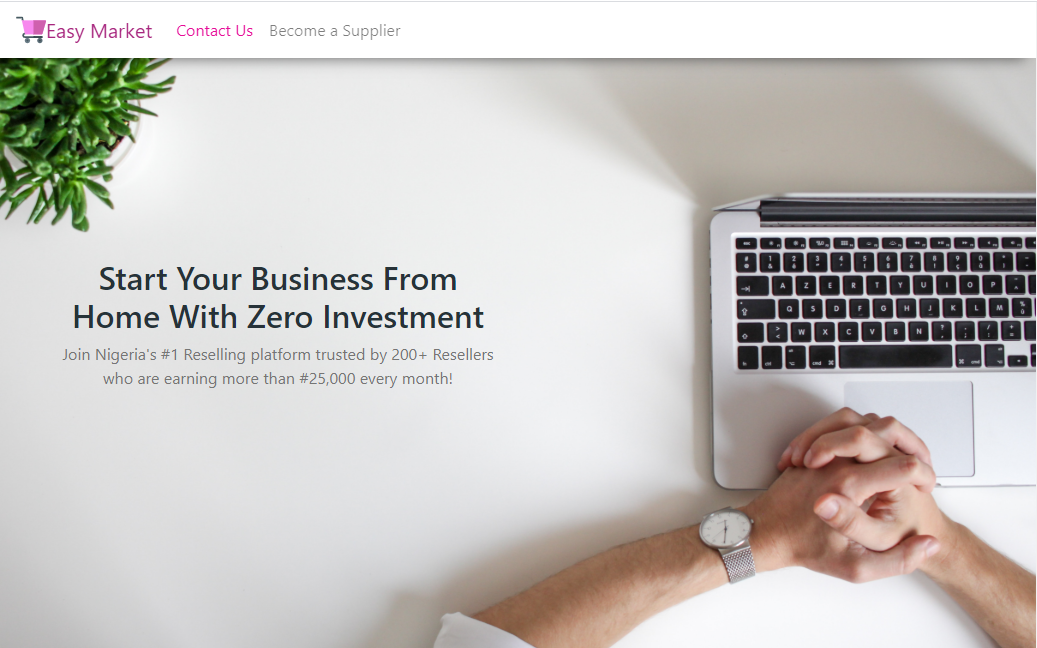 Easy Market Contact Us Become a Supplier
Start Your Business From
Home With Zero Investment
Join Nigeria's #1 Reselling platform trusted by 200+ Resellers
who are earning more than #25,000 every month!